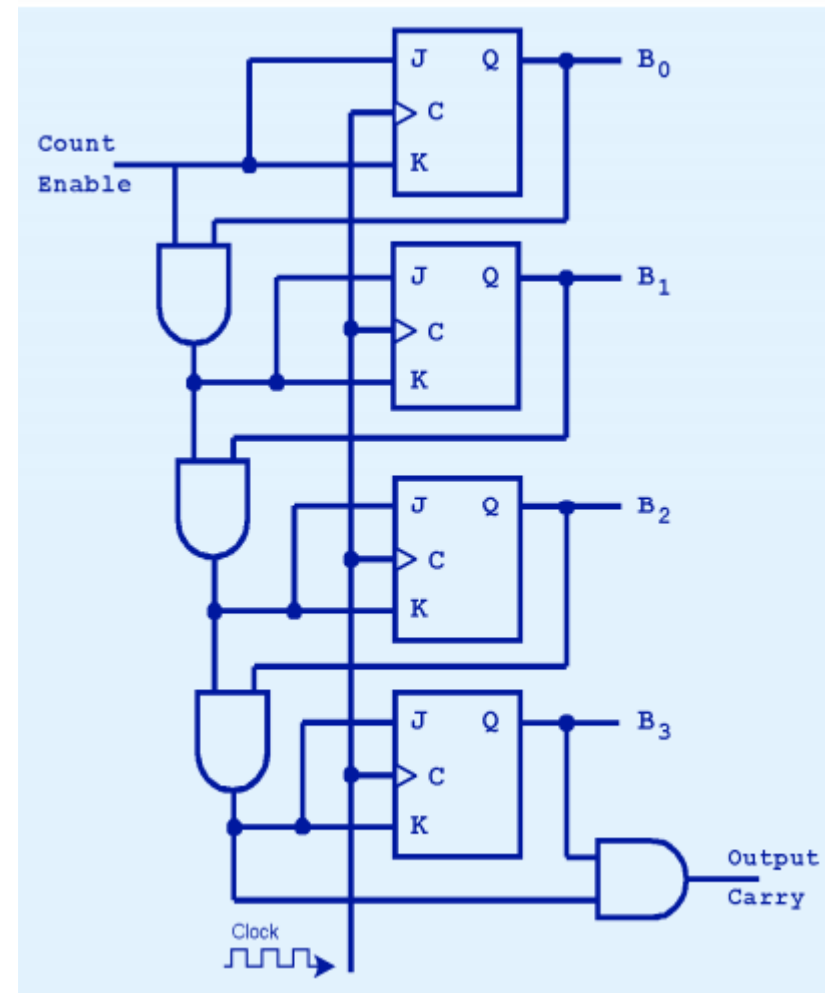 J Q B0
C
Count
Enable
K
J Q B1
C
K
J Q B2
C
K
J Q B3
C
K
Output
Carry
Clock